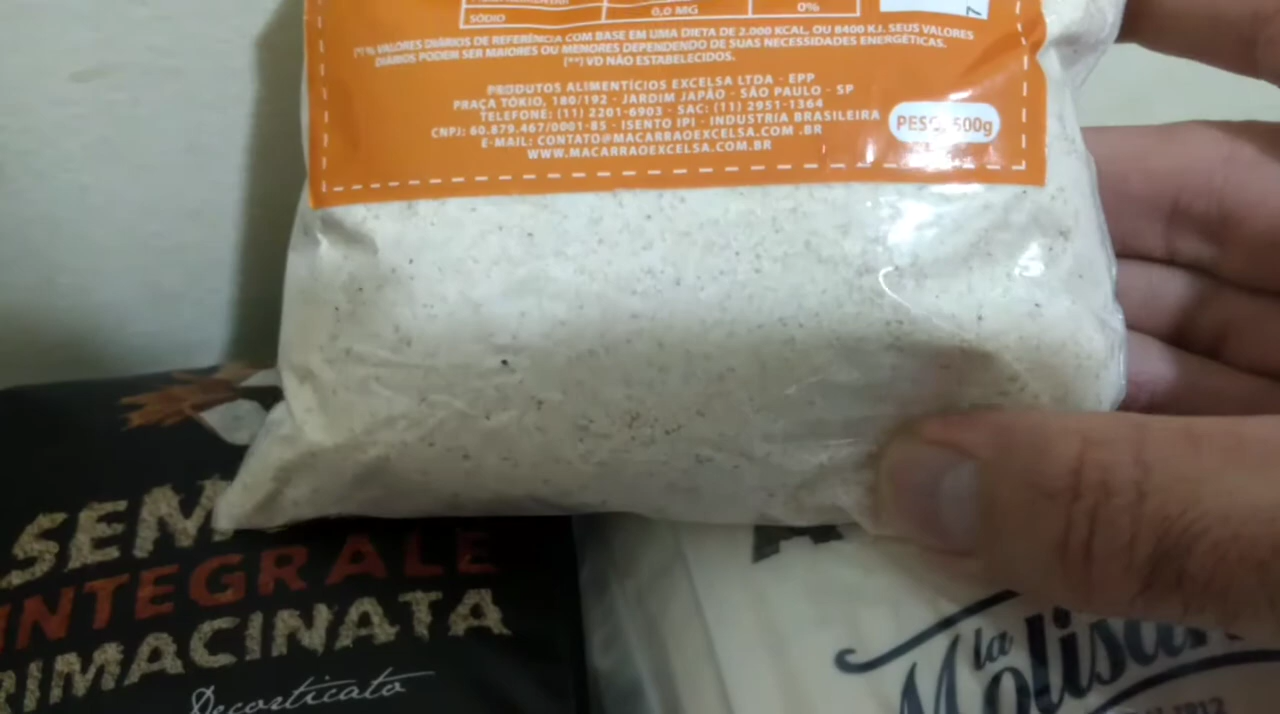 SÓDIO 0,0 MG 0%
(*)% VALORES DIÁRIOS DE REFERÊNCIA COM BASE EM UMA DIETA DE 2.000 KCAL, OU 8400 KJ. SEUS VALORES
DIÁRIOS PODEM SER MAIORES OU MENORES DEPENDENDO DE SUAS NECESSIDADES ENERGÉTICAS.
(**) VD NÃO ESTABELECIDOS.
PRODUTOS ALIMENTÍCIOS EXCELSA LTDA - EPP
PRAÇA TÓKIO, 180/192 - JARDIM JAPÃO - SÃO PAULO - SP
TELEFONE: (11) 2201-6903 - SAC: (11) 2951-1364
CNPJ: 60.879.467/0001-85 - ISENTO IPI - INDUSTRIA BRASILEIRA
E-MAIL: CONTATO@MACARRAOEXCELSA.COM .BR
WWW.MACARRAOEXCELSA.COM.BR
PESO 500g
INTEGRALE
RIMACINATA
Decorticato
la